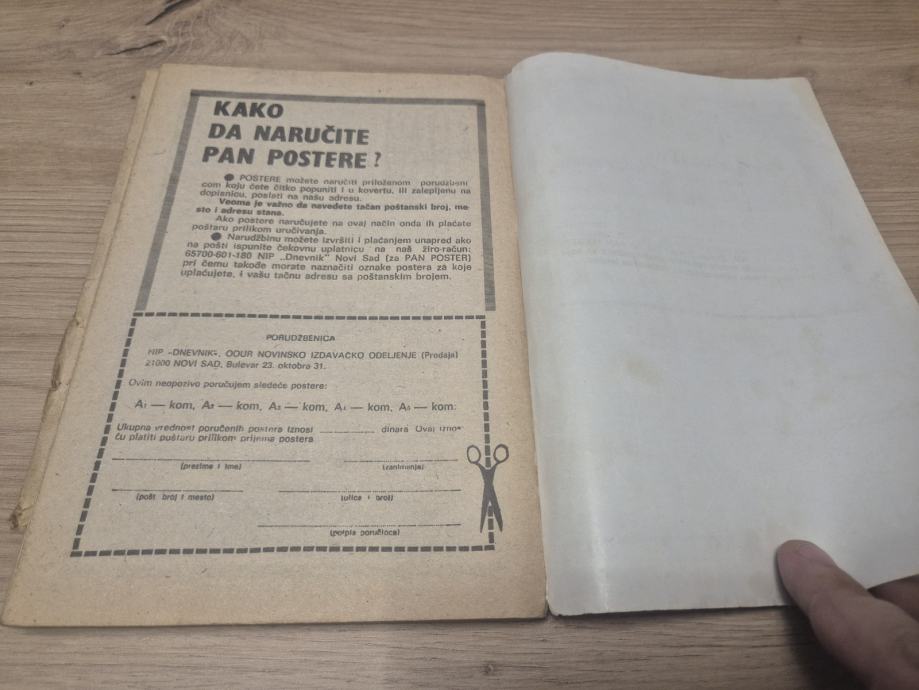 KAKO
DA NARUČITE
PAN POSTERE?
● POSTERE možete naručiti priloženom porudžbeni
com koju ćete čitko popuniti i u kovertu, ili zalepljenu na
dopisnicu, poslati na našu adresu.
Veoma je važno da navedete tačan poštanski broj, me-
sto i adresu stana.
Ako postere naručujete na ovaj način onda ih plaćate
poštaru prilikom uručivanja.
● Narudžbinu možete izvršiti i plaćanjem unapred ako
na pošti ispunite čekovnu uplatnicu na naš žiro-račun:
65700-601-180 NIP „Dnevnik" Novi Sad (za PAN POSTER)
pri čemu takođe morate naznačiti oznake postera za koje
uplaćujete, i vašu tačnu adresu sa poštanskim brojem.
PORUDŽBENICA
NIP „DNEVNIK", OOUR NOVINSKO IZDAVAČKO ODELJENJE (Prodaja)
21000 NOVI SAD, Bulevar 23. oktobra 31.
Ovim neopozivo poručujem sledeće postere:
A1 — kom, A2 — kom, A3 — kom, A4 — kom, A5 — kom:
Ukupna vrednost poručenih postera iznosi ______ dinara Ovaj iznos
ću platiti poštaru prilikom prijema postera
(prezime i ime) (zanimanje)
(pošt broj i mesto) (ulica i broj)
(potpis poručioca)